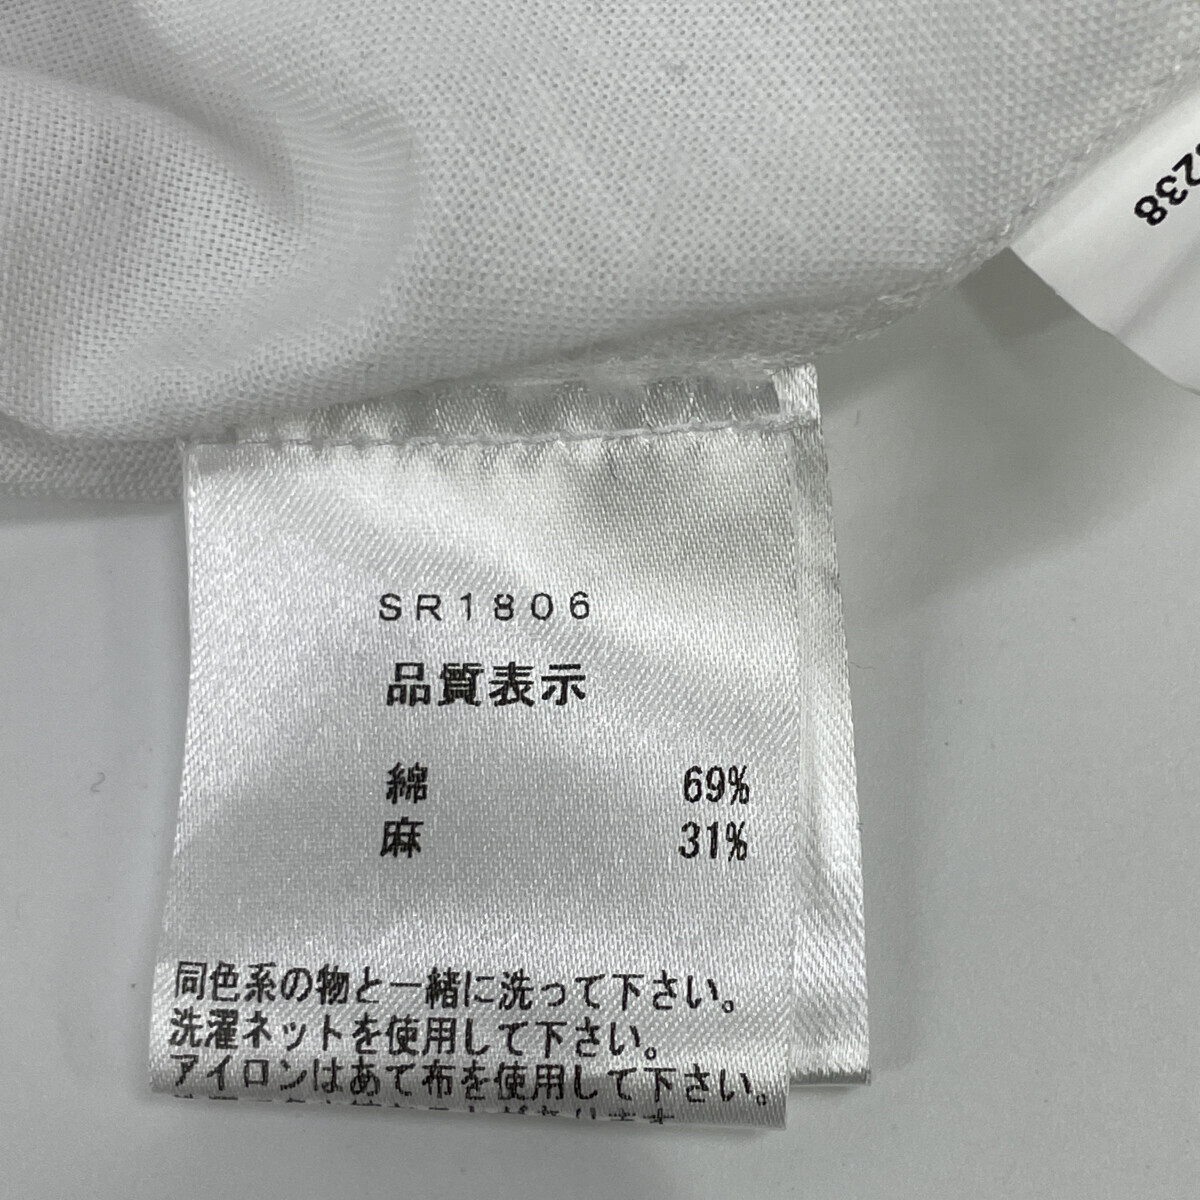 SR1806
品質表示
綿 69%
麻 31%
同色系の物と一緒に洗って下さい。
洗濯ネットを使用して下さい。
アイロンはあて布を使用して下さい。
238